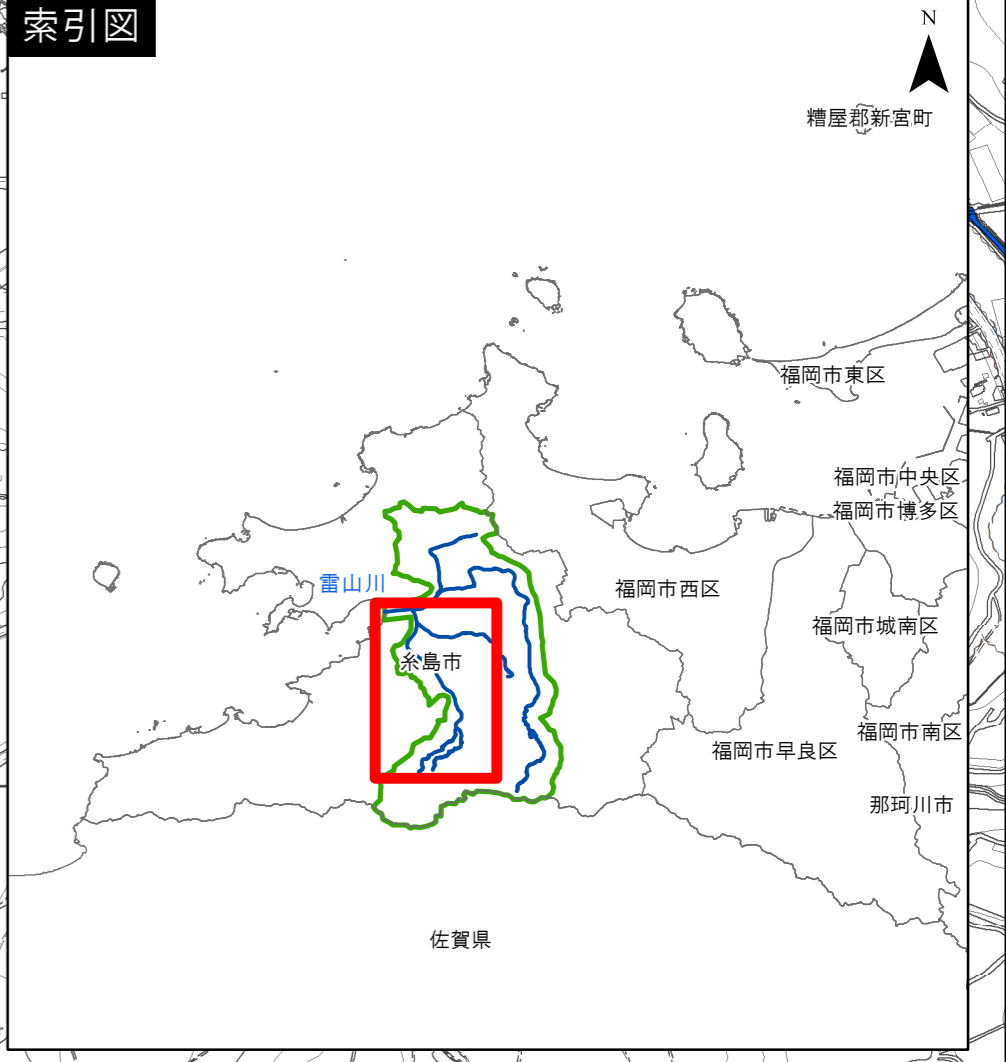 索引図
N
糟屋郡新宮町
福岡市東区
福岡市中央区
福岡市博多区
雷山川
福岡市西区
福岡市城南区
糸島市
福岡市南区
福岡市早良区
那珂川市
佐賀県